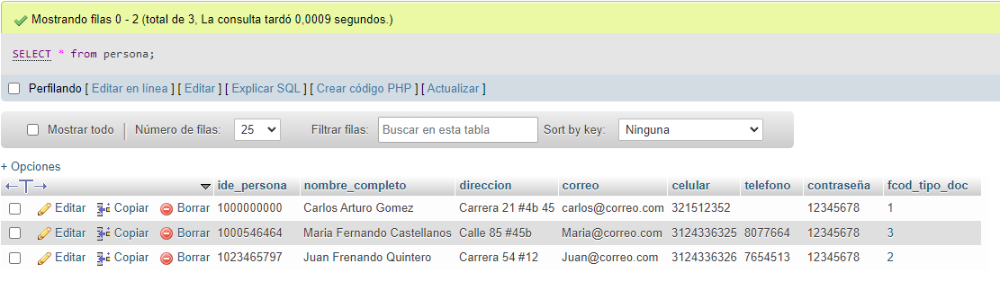 Mostrando filas 0 - 2 (total de 3, La consulta tardó 0,0009 segundos.)
SELECT * from persona;
Perfilando [ Editar en línea ] [ Editar ] [ Explicar SQL ] [ Crear código PHP ] [ Actualizar ]
Mostrar todo | Número de filas: 25 Filtrar filas: Buscar en esta tabla Sort by key: Ninguna
+ Opciones
ide_persona nombre_completo direccion correo celular telefono contraseña fcod_tipo_doc
Editar Copiar Borrar 1000000000 Carlos Arturo Gomez Carrera 21 #4b 45 carlos@correo.com 321512352 12345678 1
Editar Copiar Borrar 1000546464 Maria Fernando Castellanos Calle 85 #45b Maria@correo.com 3124336325 8077664 12345678 3
Editar Copiar Borrar 1023465797 Juan Frenando Quintero Carrera 54 #12 Juan@correo.com 3124336326 7654513 12345678 2